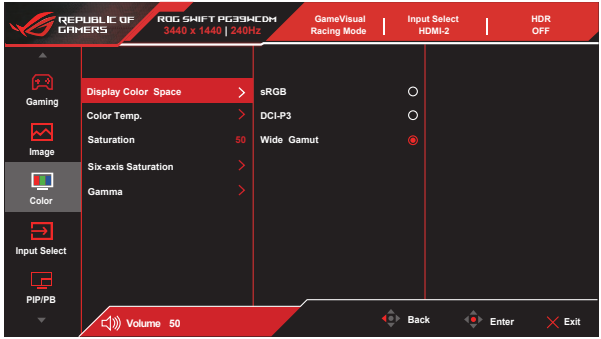 REPUBLIC OF
GAMERS
ROG SWIFT PG39WCDM
3440 x 1440 | 240Hz
GameVisual
Racing Mode
Input Select
HDMI-2
HDR
OFF
Gaming
Image
Color
Input Select
PIP/PB
Display Color Space
Color Temp.
Saturation 50
Six-axis Saturation
Gamma
sRGB
DCI-P3
Wide Gamut
Volume 50
Back
Enter
Exit